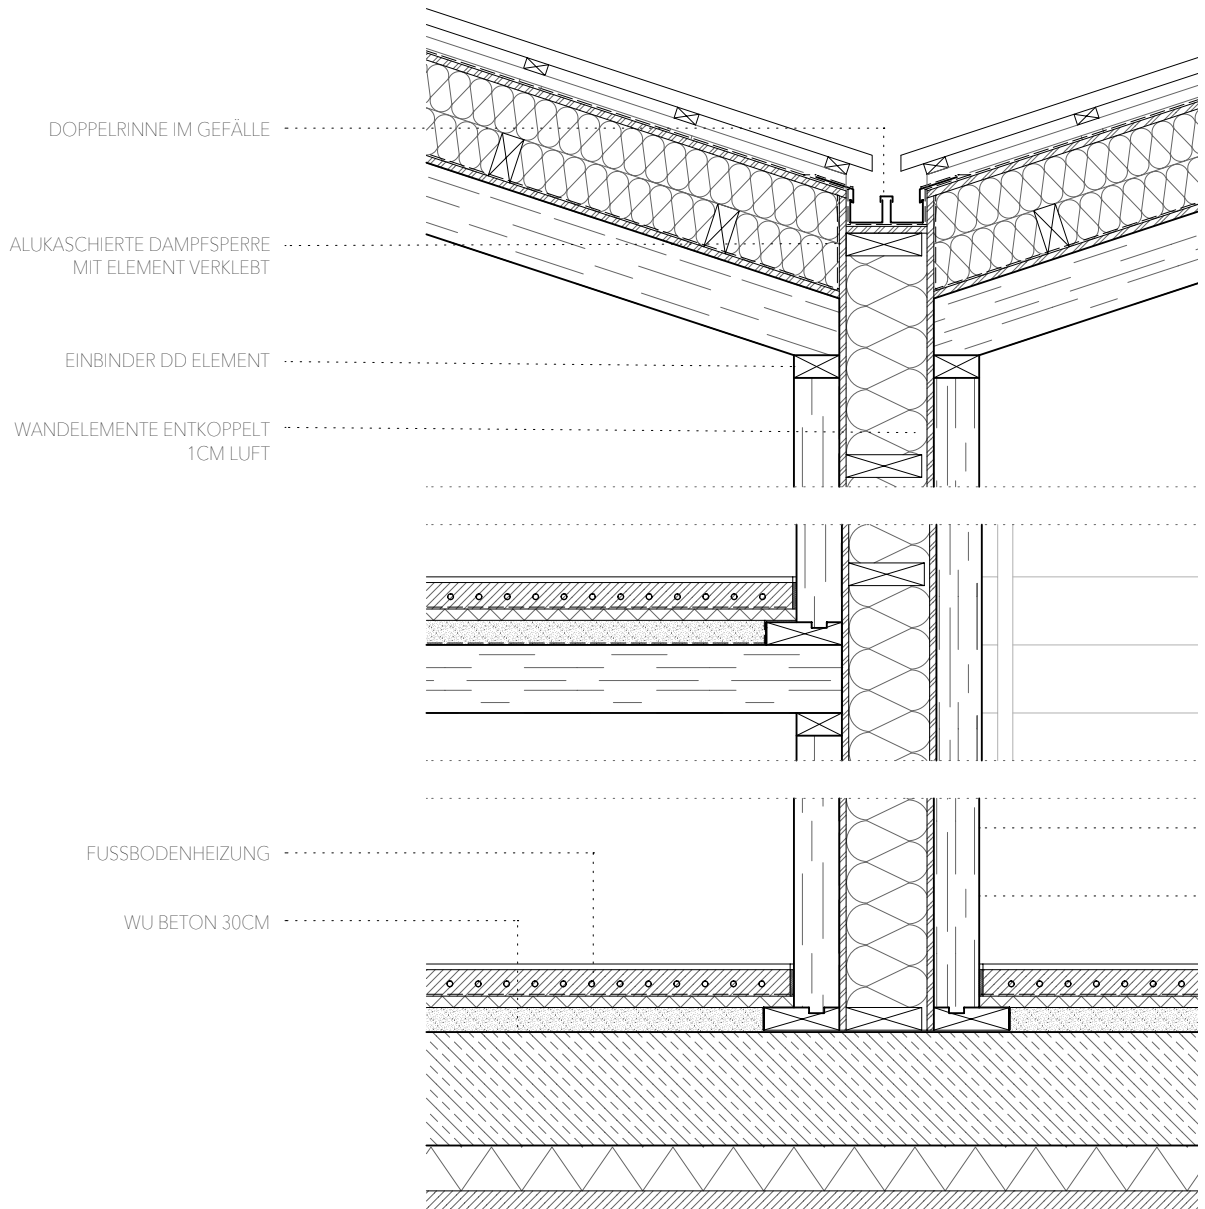 DOPPELRINNE IM GEFÄLLE
ALUKASCHIERTE DAMPFSPERRE
MIT ELEMENT VERKLEBT
EINBINDER DD ELEMENT
WANDELEMENTE ENTKOPPELT
1CM LUFT
FUSSBODENHEIZUNG
WU BETON 30CM